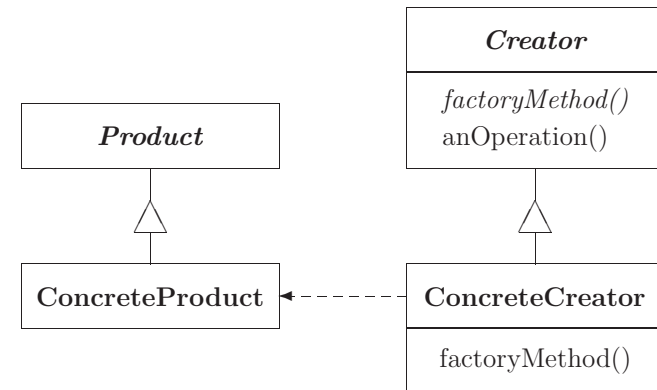 Creator
factoryMethod()
anOperation()
Product
ConcreteProduct
ConcreteCreator
factoryMethod()